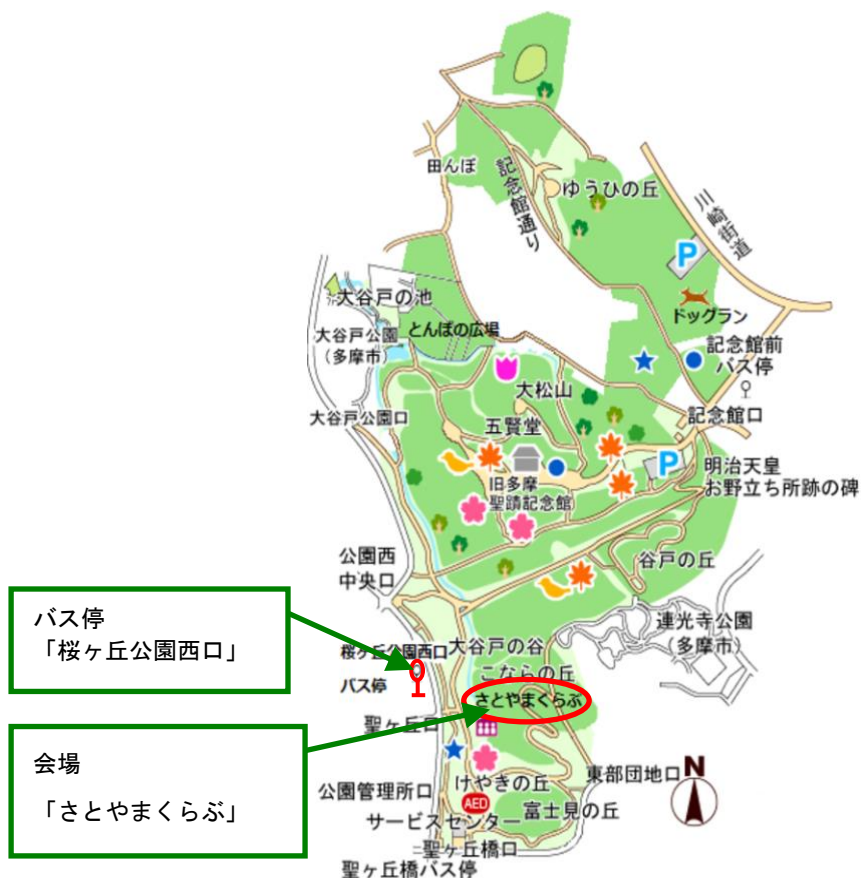 田んぼ
記念館通り
ゆうひの丘
川崎街道
P
大谷戸の池
ドッグラン
大谷戸公園
（多摩市）
とんぼの広場
記念館前
バス停
大松山
大谷戸公園口
五賢堂
記念館口
P
旧多摩
聖蹟記念館
明治天皇
お野立ち所跡の碑
公園西
中央口
谷戸の丘
バス停
「桜ヶ丘公園西口」
連光寺公園
（多摩市）
桜ヶ丘公園西口
バス停
大谷戸の谷
こならの丘
さとやまくらぶ
聖ヶ丘口
会場
「さとやまくらぶ」
公園管理所口
けやきの丘
東部団地口
N
AED
富士見の丘
サービスセンター
聖ヶ丘橋口
聖ヶ丘橋バス停